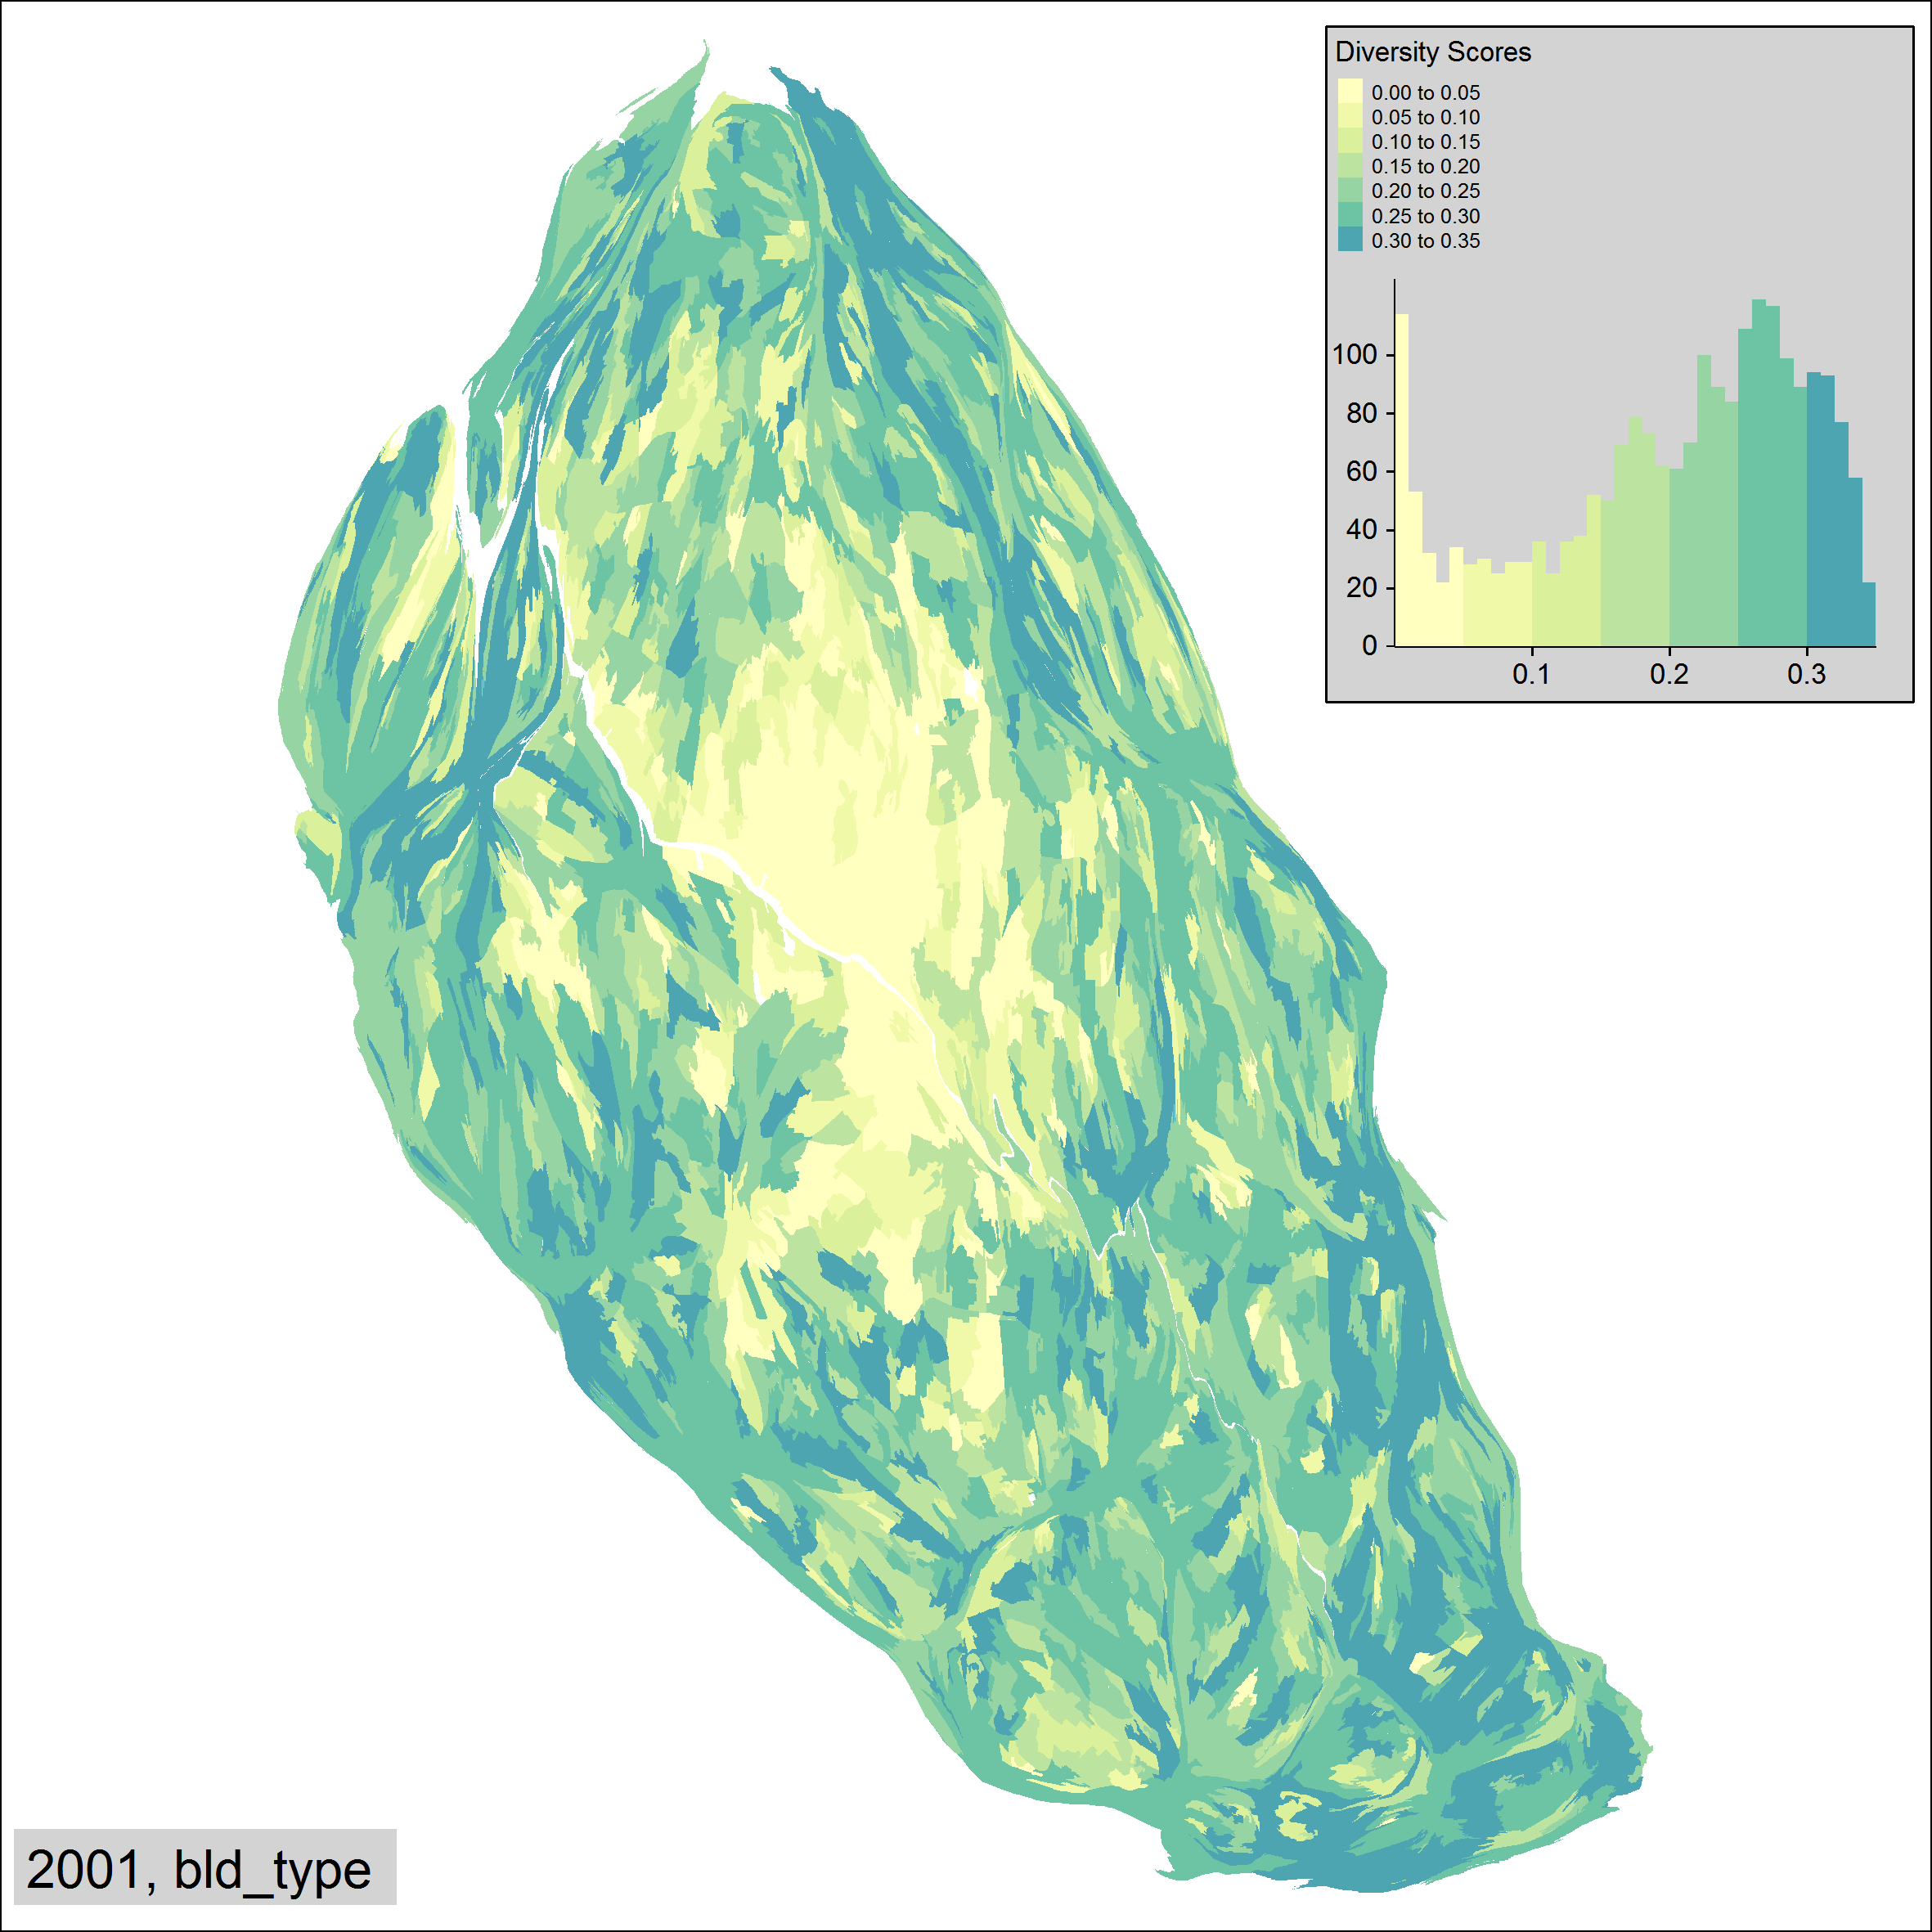 Diversity Scores
0.00 to 0.05
0.05 to 0.10
0.10 to 0.15
0.15 to 0.20
0.20 to 0.25
0.25 to 0.30
0.30 to 0.35
100
80
60
40
20
0
0.1 0.2 0.3
2001, bld_type